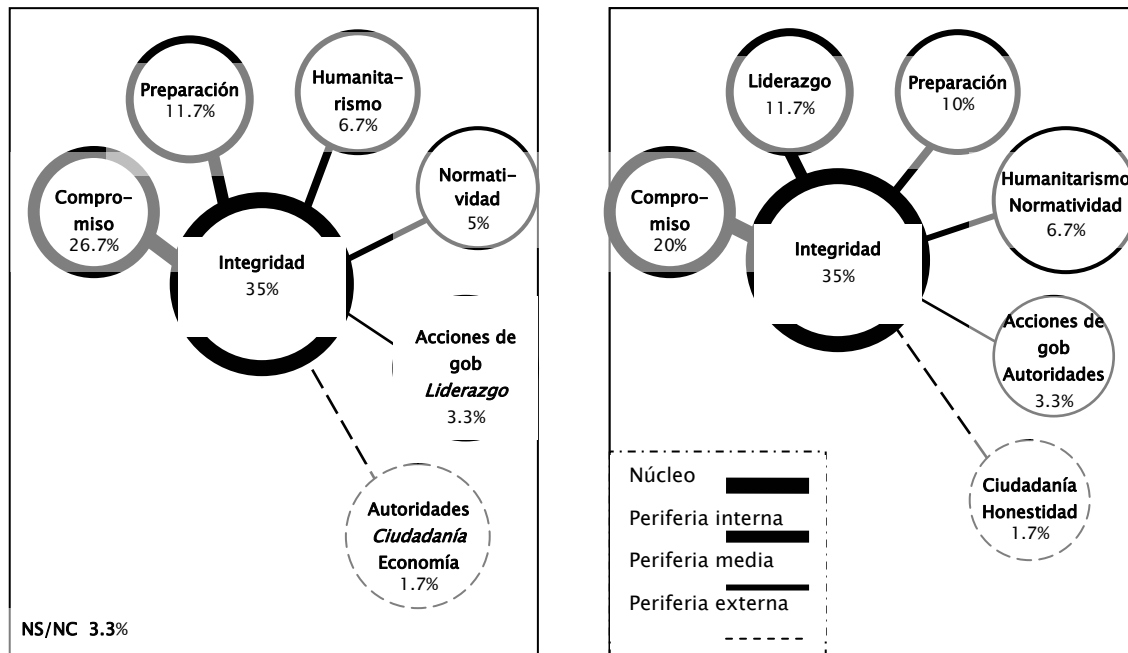 Preparación
11.7%
Humanita-
rismo
6.7%
Compro-
miso
26.7%
Normati-
vidad
5%
Integridad
35%
Acciones de
gob
Liderazgo
3.3%
Autoridades
Ciudadanía
Economía
1.7%
NS/NC 3.3%
Liderazgo
11.7%
Preparación
10%
Compro-
miso
20%
Humanitarismo
Normatividad
6.7%
Integridad
35%
Acciones de
gob
Autoridades
3.3%
Ciudadanía
Honestidad
1.7%
Núcleo
Periferia interna
Periferia media
Periferia externa